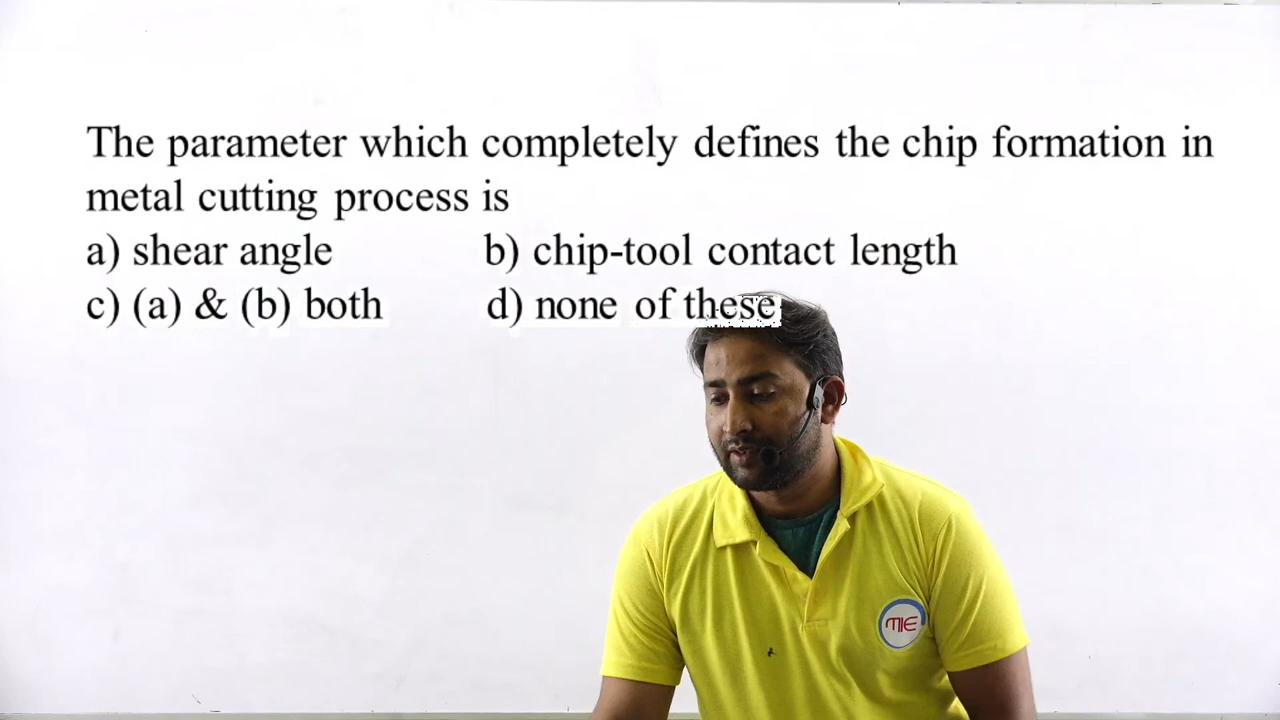 The parameter which completely defines the chip formation in
metal cutting process is
a) shear angle b) chip-tool contact length
c) (a) & (b) both d) none of these
MIE